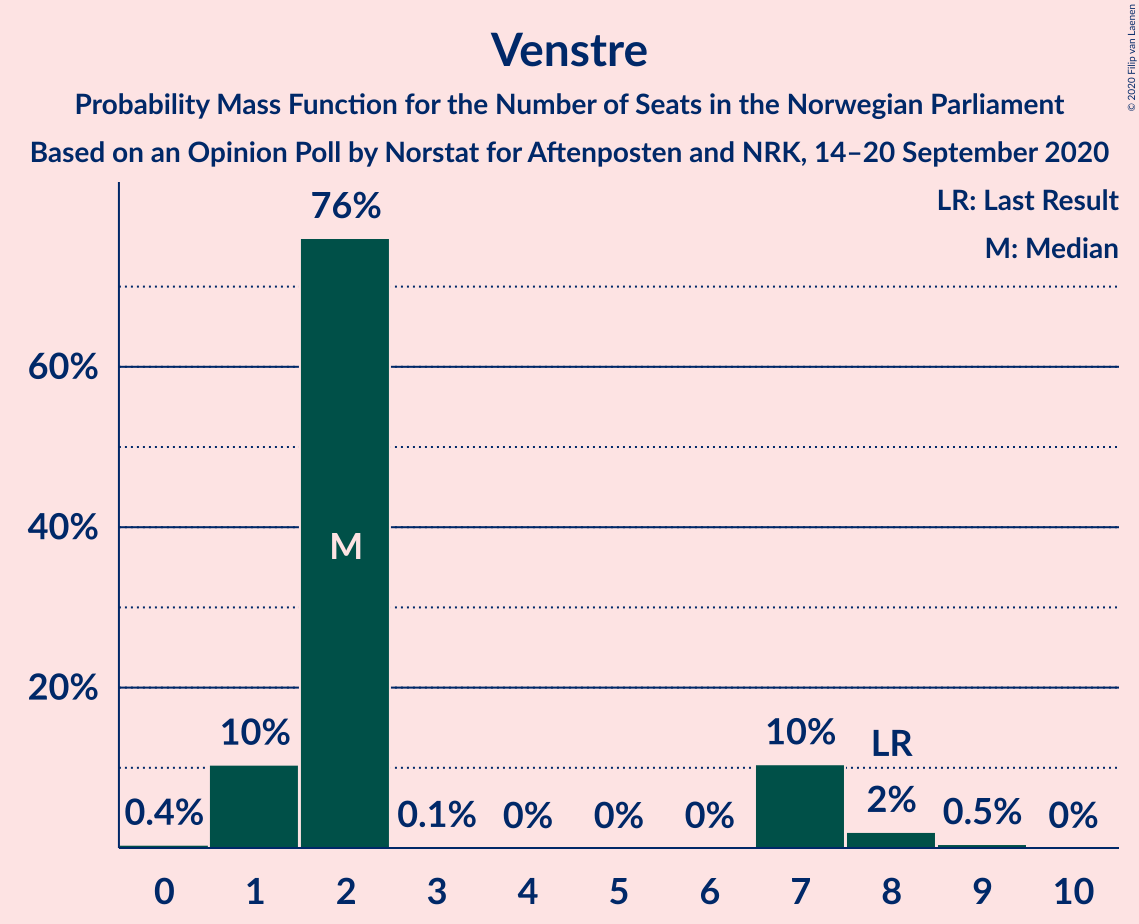 Venstre
Probability Mass Function for the Number of Seats in the Norwegian Parliament
Based on an Opinion Poll by Norstat for Aftenposten and NRK, 14–20 September 2020
© 2020 Filip van Laenen
LR: Last Result
M: Median
60%
40%
20%
0.4%
10%
76%
M
0.1%
0%
0%
0%
10%
LR
2%
0.5%
0%
0 1 2 3 4 5 6 7 8 9 10